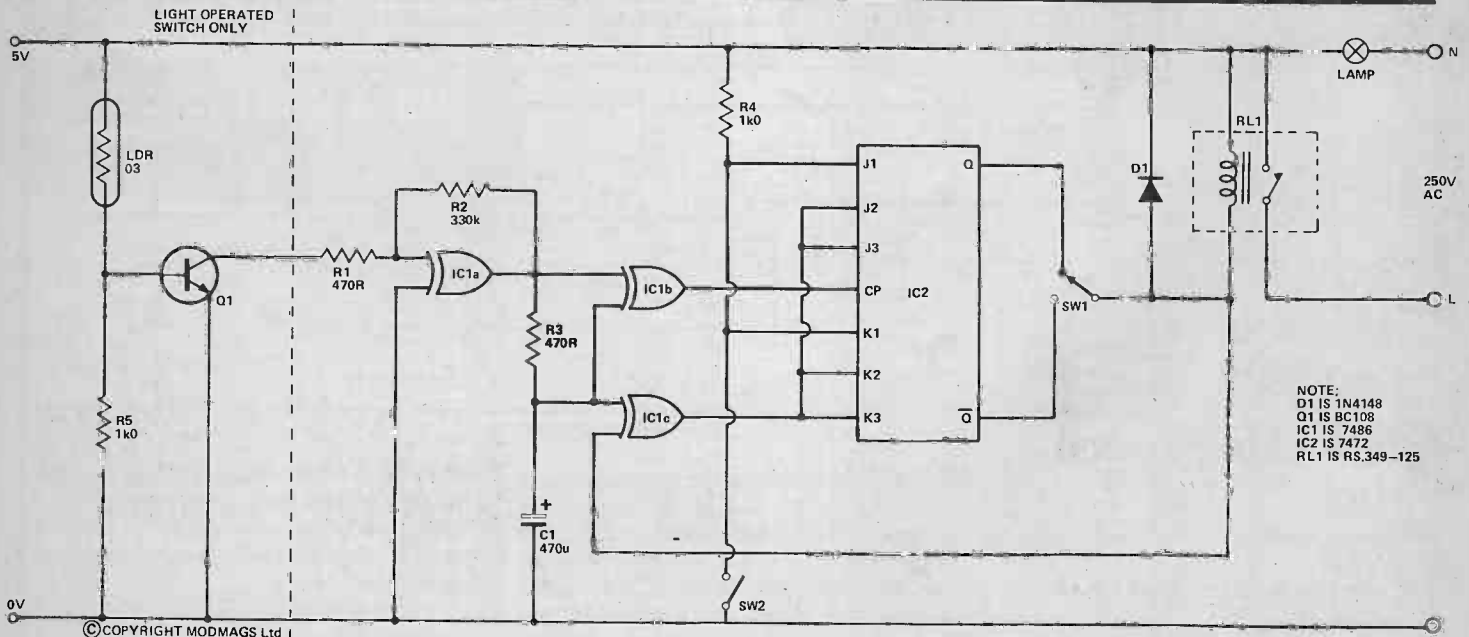 LIGHT OPERATED
SWITCH ONLY
5V
N
LAMP
R4
1k0
RL1
LDR
03
R2
330k
J1
Q
D1
250V
AC
J2
J3
R1
470R
IC1a
IC1b
CP
IC2
Q1
SW1
L
R3
470R
K1
K2
R5
1k0
IC1c
K3
Q̅
NOTE;
D1 IS 1N4148
Q1 IS BC108
IC1 IS 7486
IC2 IS 7472
RL1 IS RS.349–125
+
C1
470u
SW2
0V
©COPYRIGHT MODMAGS Ltd